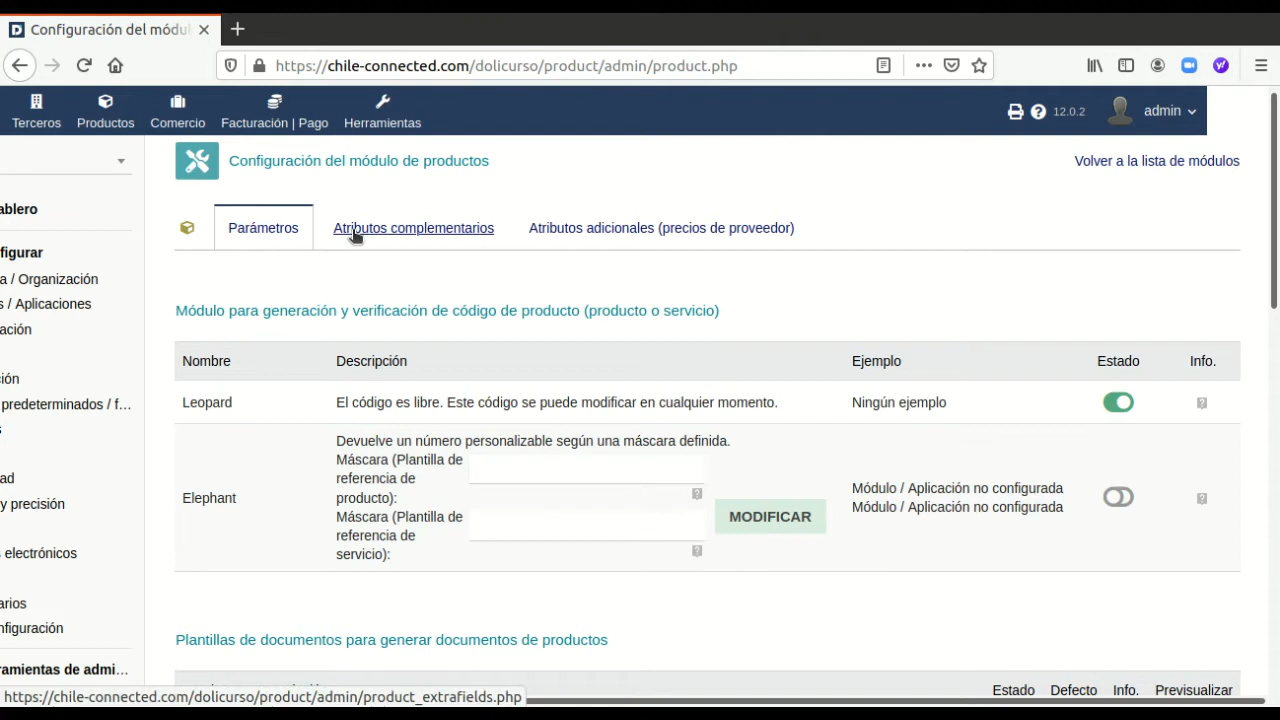 Configuración del módul
https://chile-connected.com/dolicurso/product/admin/product.php
Terceros
Productos
Comercio
Facturación | Pago
Herramientas
12.0.2
admin
Configuración del módulo de productos
Volver a la lista de módulos
ablero
Parámetros
Atributos complementarios
Atributos adicionales (precios de proveedor)
figurar
a / Organización
s / Aplicaciones
ación
ión
predeterminados / f...
s
ad
y precisión
s electrónicos
arios
nfiguración
ramientas de admi...
Módulo para generación y verificación de código de producto (producto o servicio)
Nombre
Descripción
Ejemplo
Estado
Info.
Leopard
El código es libre. Este código se puede modificar en cualquier momento.
Ningún ejemplo
Elephant
Devuelve un número personalizable según una máscara definida.
Máscara (Plantilla de
referencia de
producto):
Máscara (Plantilla de
referencia de
servicio):
MODIFICAR
Módulo / Aplicación no configurada
Módulo / Aplicación no configurada
Plantillas de documentos para generar documentos de productos
Estado
Defecto
Info.
Previsualizar
https://chile-connected.com/dolicurso/product/admin/product_extrafields.php